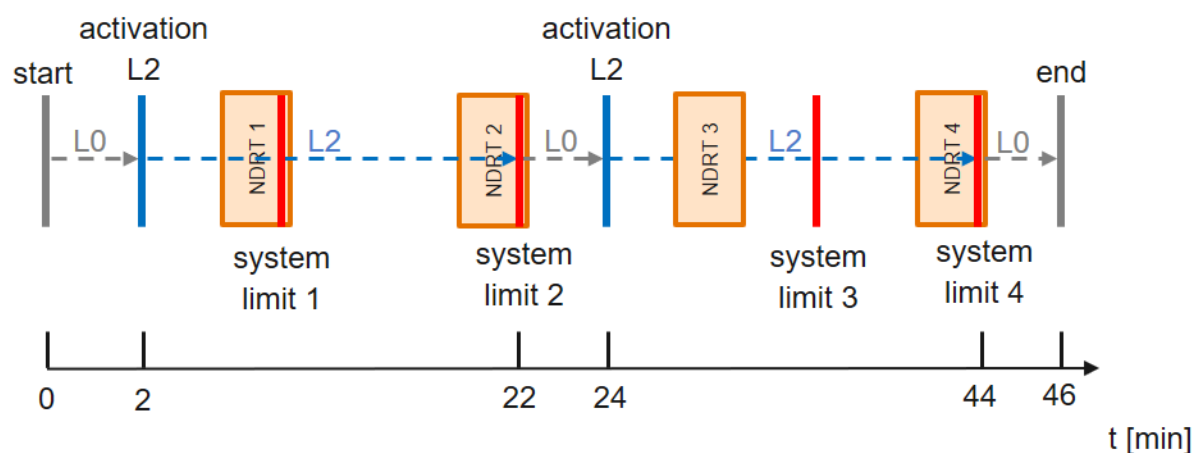 activation
L2
activation
L2
start
end
L0
NDRT 1
L2
NDRT 2
L0
NDRT 3
L2
NDRT 4
L0
system
limit 1
system
limit 2
system
limit 3
system
limit 4
0
2
22
24
44
46
t [min]